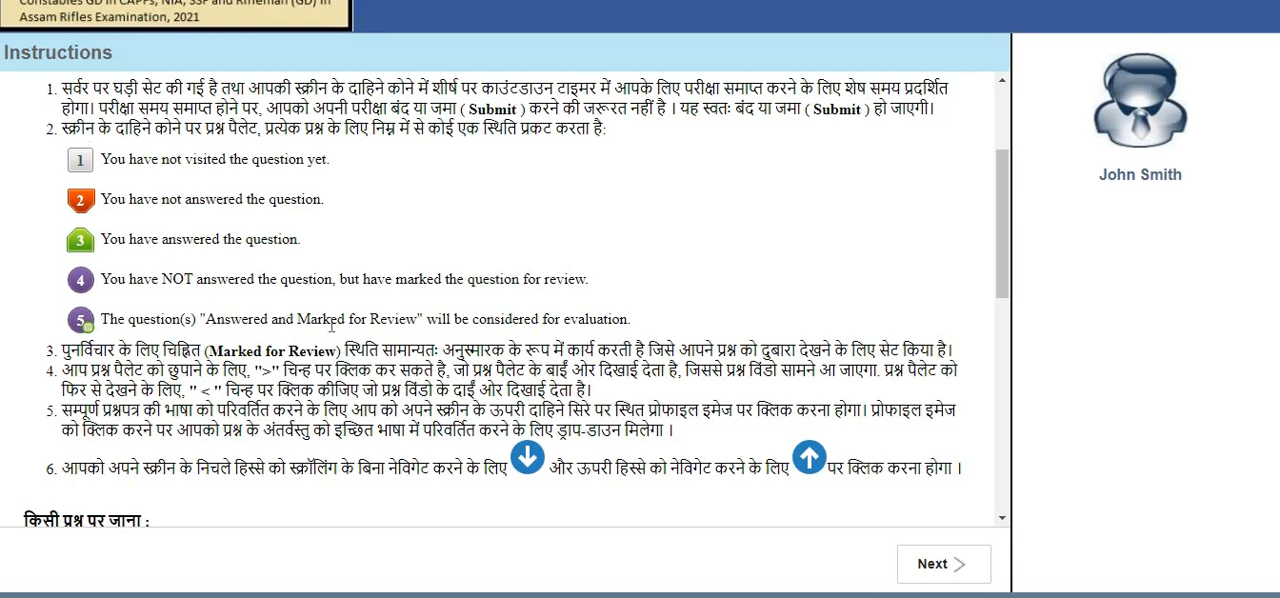 Constables GD in CAPFs, NIA, SSF and Rifleman (GD) in
Assam Rifles Examination, 2021
Instructions
1. सर्वर पर घड़ी सेट की गई है तथा आपकी स्क्रीन के दाहिने कोने में शीर्ष पर काउंटडाउन टाइमर में आपके लिए परीक्षा समाप्त करने के लिए शेष समय प्रदर्शित
होगा। परीक्षा समय समाप्त होने पर, आपको अपनी परीक्षा बंद या जमा ( Submit ) करने की जरूरत नहीं है । यह स्वतः बंद या जमा ( Submit ) हो जाएगी।
2. स्क्रीन के दाहिने कोने पर प्रश्न पैलेट, प्रत्येक प्रश्न के लिए निम्न में से कोई एक स्थिति प्रकट करता है:
1 You have not visited the question yet.
2 You have not answered the question.
3 You have answered the question.
4 You have NOT answered the question, but have marked the question for review.
5 The question(s) "Answered and Marked for Review" will be considered for evaluation.
3. पुनर्विचार के लिए चिह्नित (Marked for Review) स्थिति सामान्यतः अनुस्मारक के रूप में कार्य करती है जिसे आपने प्रश्न को दुबारा देखने के लिए सेट किया है।
4. आप प्रश्न पैलेट को छुपाने के लिए, ">" चिन्ह पर क्लिक कर सकते है, जो प्रश्न पैलेट के बाईं ओर दिखाई देता है, जिससे प्रश्न विंडो सामने आ जाएगा. प्रश्न पैलेट को
फिर से देखने के लिए, " < " चिन्ह पर क्लिक कीजिए जो प्रश्न विंडो के दाईं ओर दिखाई देता है।
5. सम्पूर्ण प्रश्नपत्र की भाषा को परिवर्तित करने के लिए आप को अपने स्क्रीन के ऊपरी दाहिने सिरे पर स्थित प्रोफाइल इमेज पर क्लिक करना होगा। प्रोफाइल इमेज
को क्लिक करने पर आपको प्रश्न के अंतर्वस्तु को इच्छित भाषा में परिवर्तित करने के लिए ड्राप-डाउन मिलेगा ।
6. आपको अपने स्क्रीन के निचले हिस्से को स्क्रॉलिंग के बिना नेविगेट करने के लिए ↓ और ऊपरी हिस्से को नेविगेट करने के लिए ↑ पर क्लिक करना होगा ।
किसी प्रश्न पर जाना :
Next >
John Smith